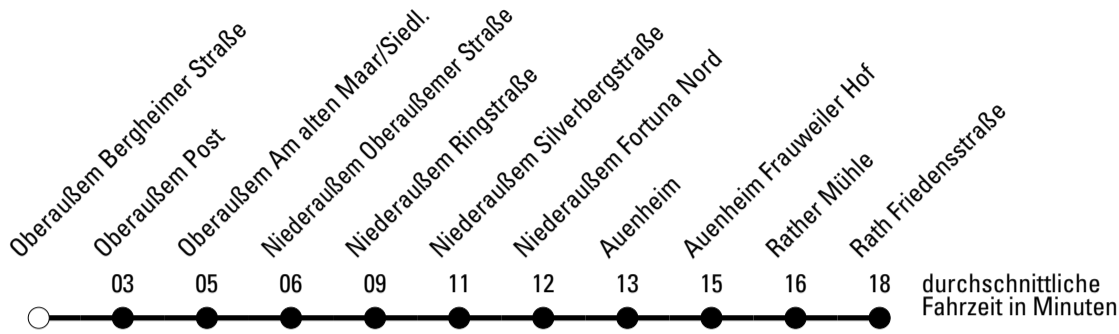 Oberaußem Bergheimer Straße
Oberaußem Post
Oberaußem Am alten Maar/Siedl.
Niederaußem Oberaußemer Straße
Niederaußem Ringstraße
Niederaußem Silverbergstraße
Niederaußem Fortuna Nord
Auenheim
Auenheim Frauweiler Hof
Rather Mühle
Rath Friedensstraße
03 05 06 09 11 12 13 15 16 18
durchschnittliche
Fahrzeit in Minuten